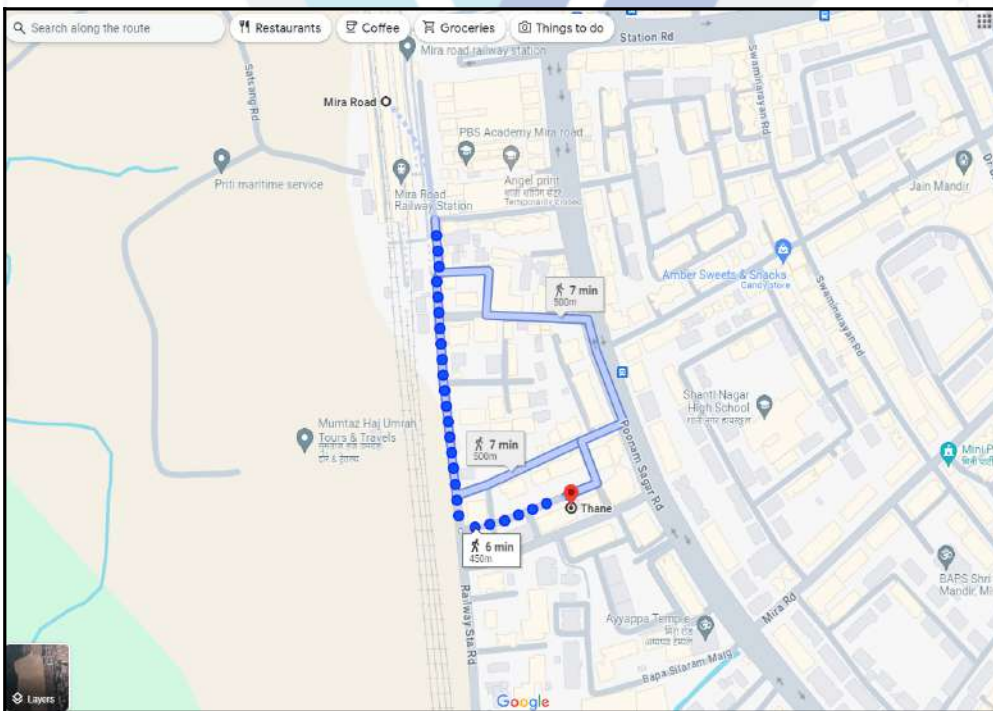 Search along the route
Restaurants
Coffee
Groceries
Things to do
Station Rd
Mira road railway station
Satsang Rd
Swaminarayan Rd
Mira Road
PBS Academy Mira road
Priti maritime service
Angel print
Mira Road
Railway Station
Jain Mandir
Amber Sweets & Snacks
Candy store
7 min
500m
Swaminarayan Rd
Shanti Nagar
High School
Mumtaz Haj Umrah
Tours & Travels
Poonam Sagar Rd
7 min
500m
Thane
6 min
450m
Railway Sta Rd
Ayyappa Temple
Mira Rd
BAPS Shri
Bapa Sitaram Marg
Layers
Google